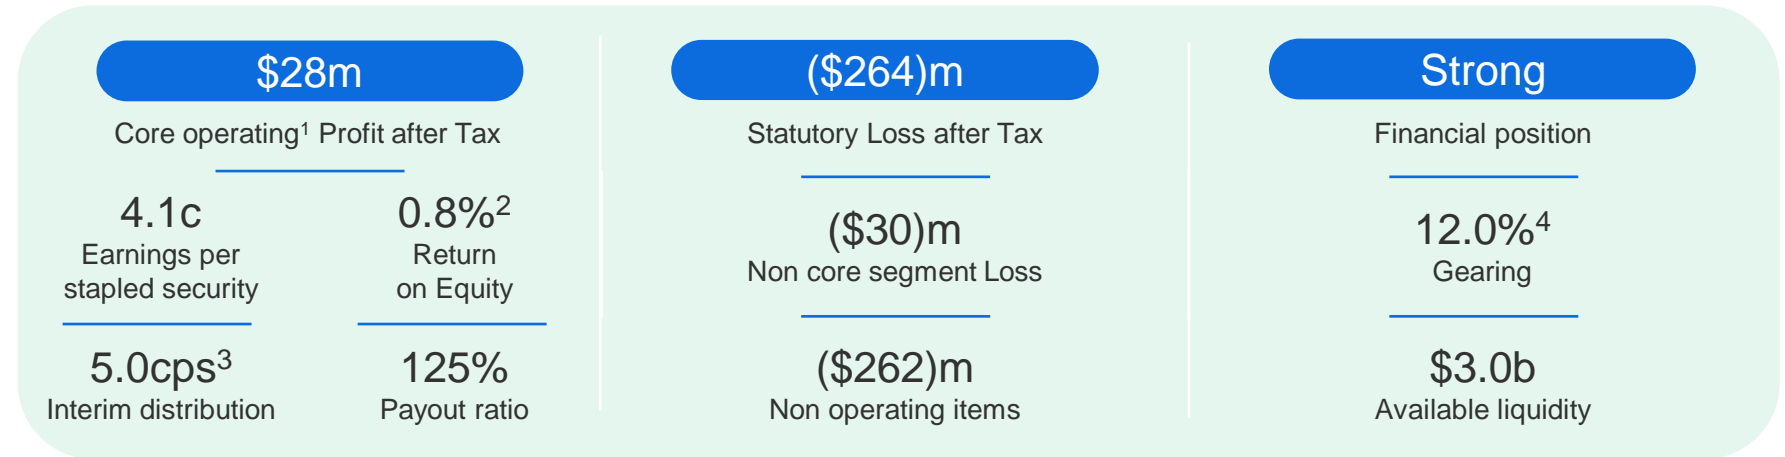 $28m
Core operating¹ Profit after Tax
4.1c
Earnings per
stapled security
0.8%²
Return
on Equity
5.0cps³
Interim distribution
125%
Payout ratio
($264)m
Statutory Loss after Tax
($30)m
Non core segment Loss
($262)m
Non operating items
Strong
Financial position
12.0%⁴
Gearing
$3.0b
Available liquidity